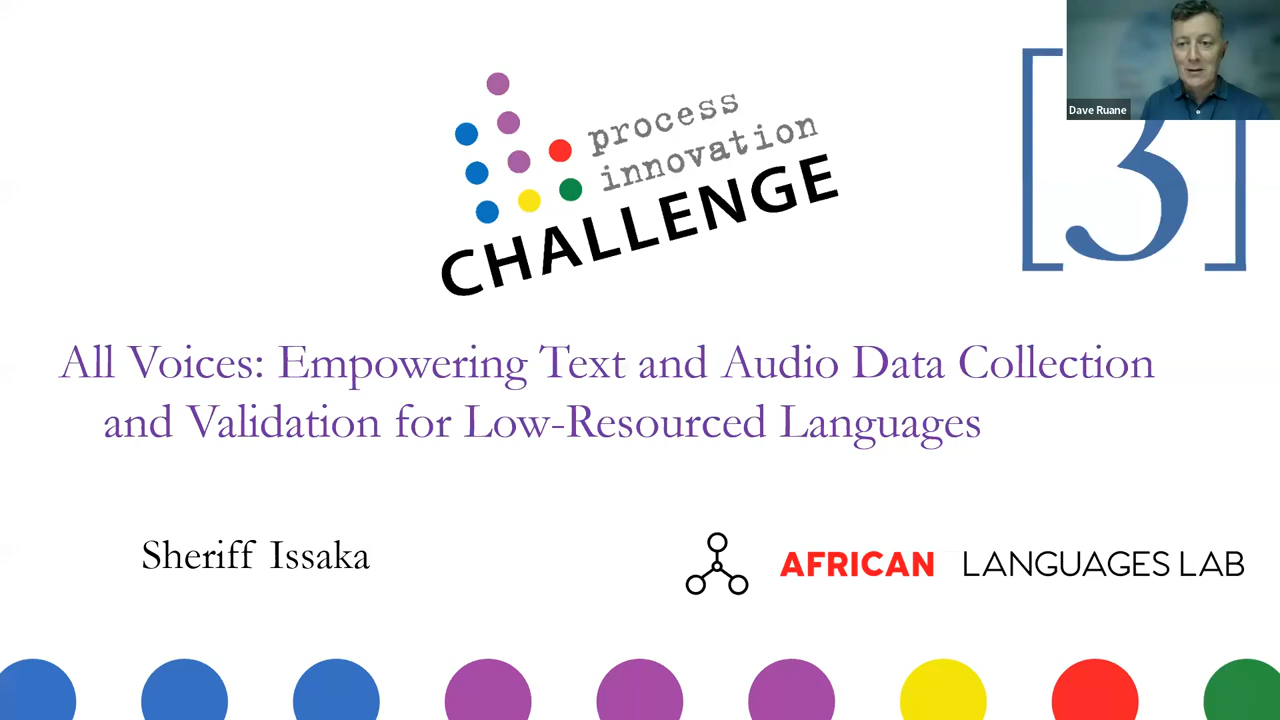 Dave Ruane
process
innovation
CHALLENGE
[3]
All Voices: Empowering Text and Audio Data Collection
and Validation for Low-Resourced Languages
Sheriff Issaka
AFRICAN LANGUAGES LAB